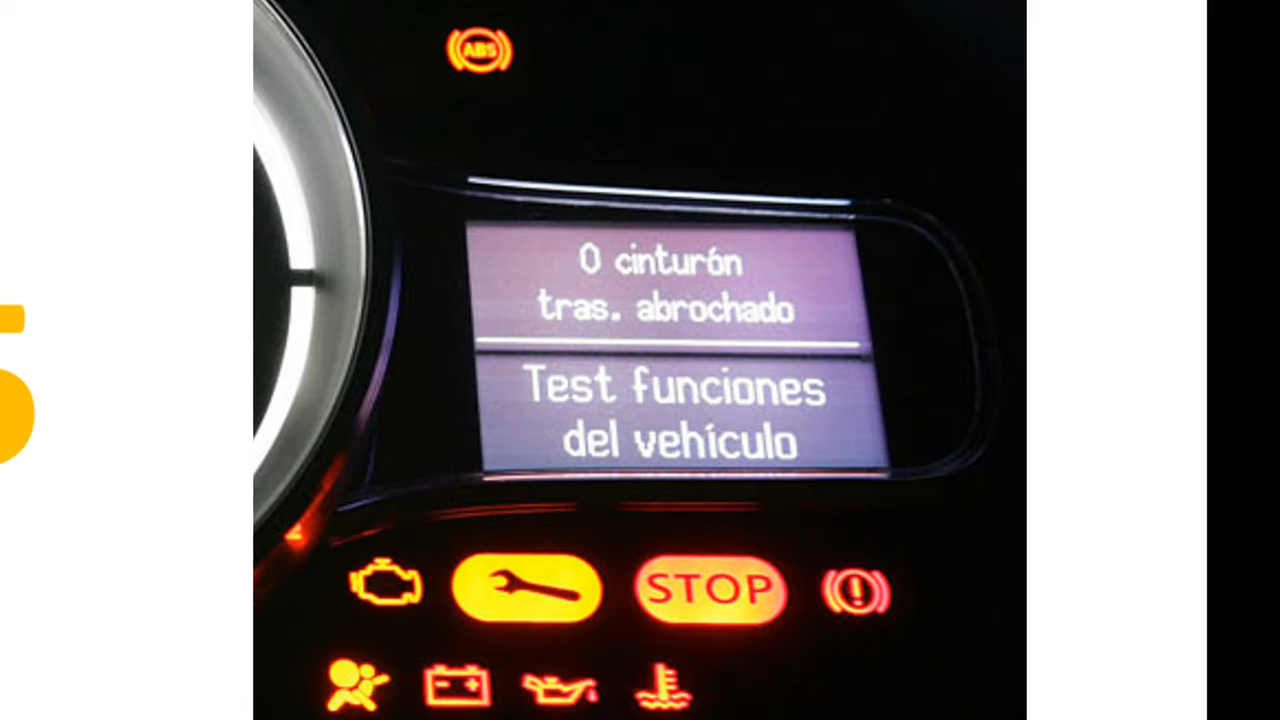 ABS
0 cinturón
tras. abrochado
Test funciones
del vehículo
STOP